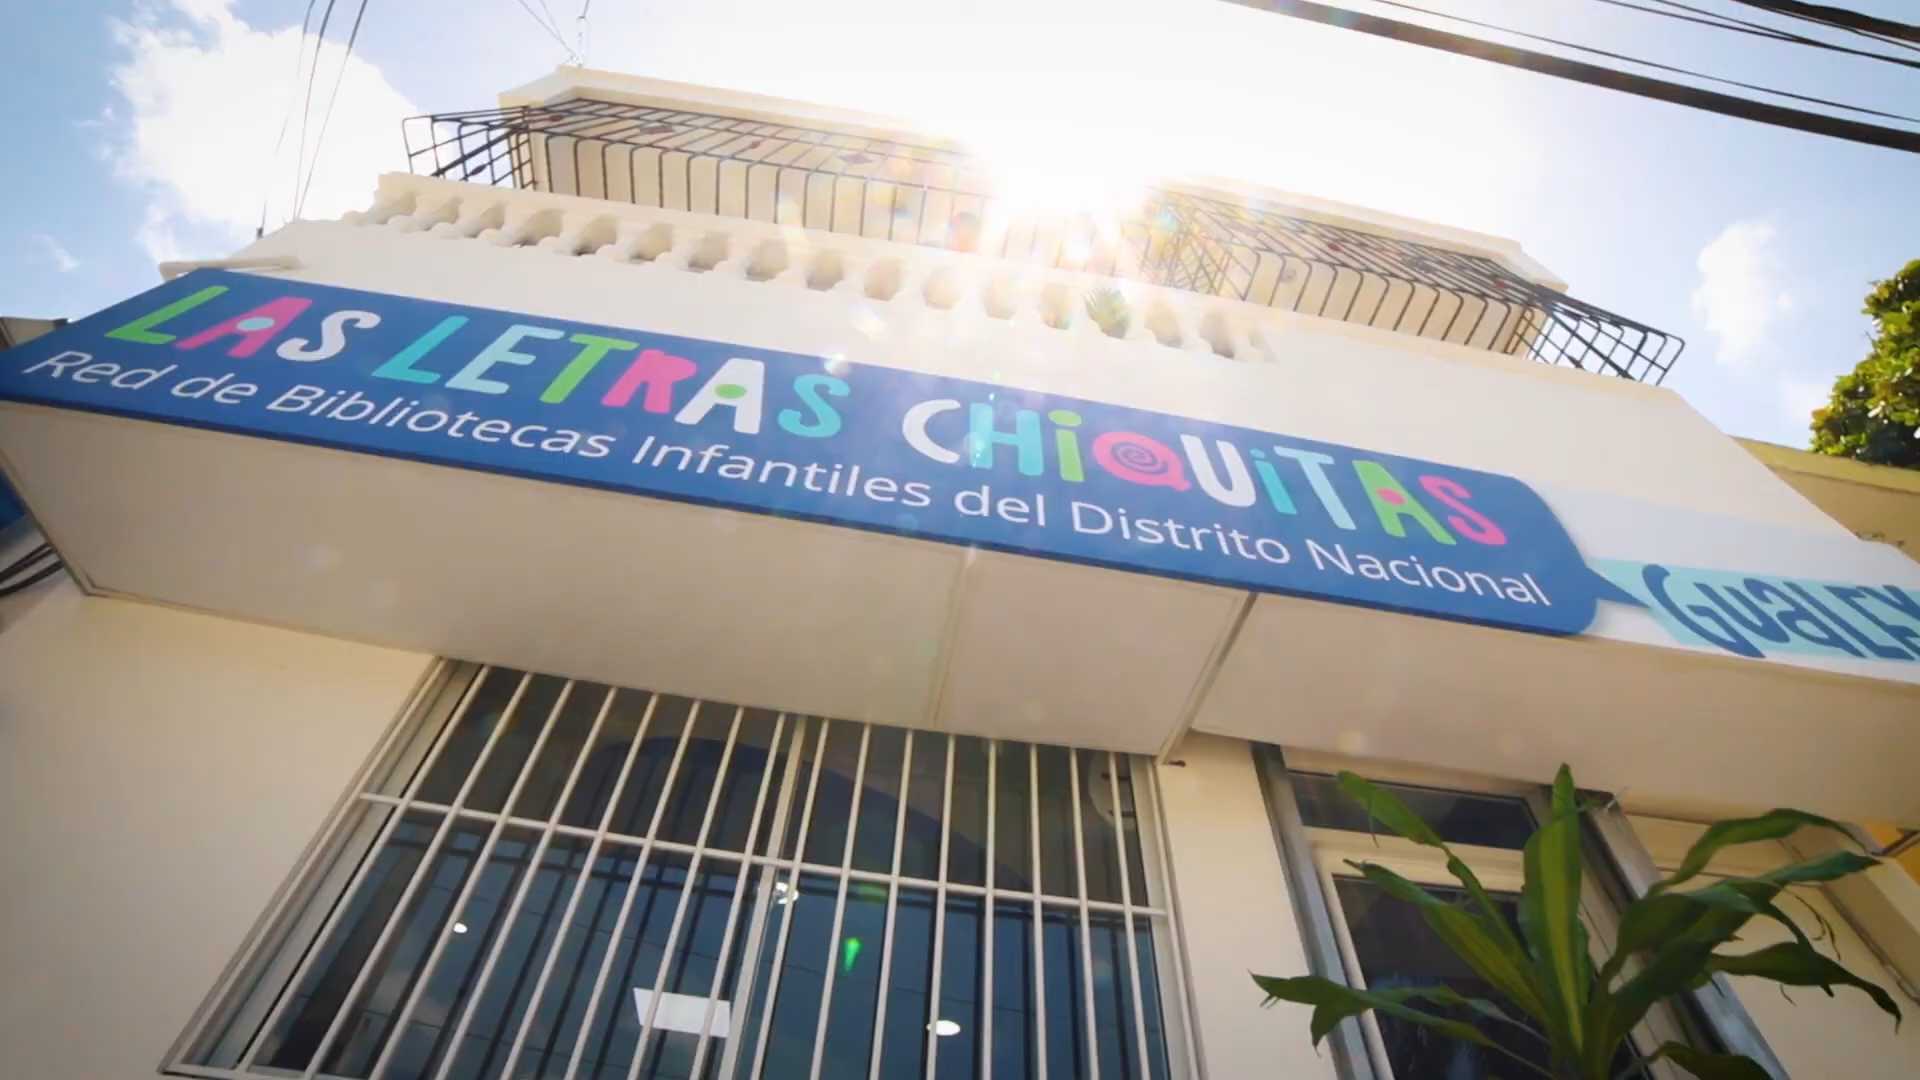 LAS LETRAS CHIQUITAS
Red de Bibliotecas Infantiles del Distrito Nacional